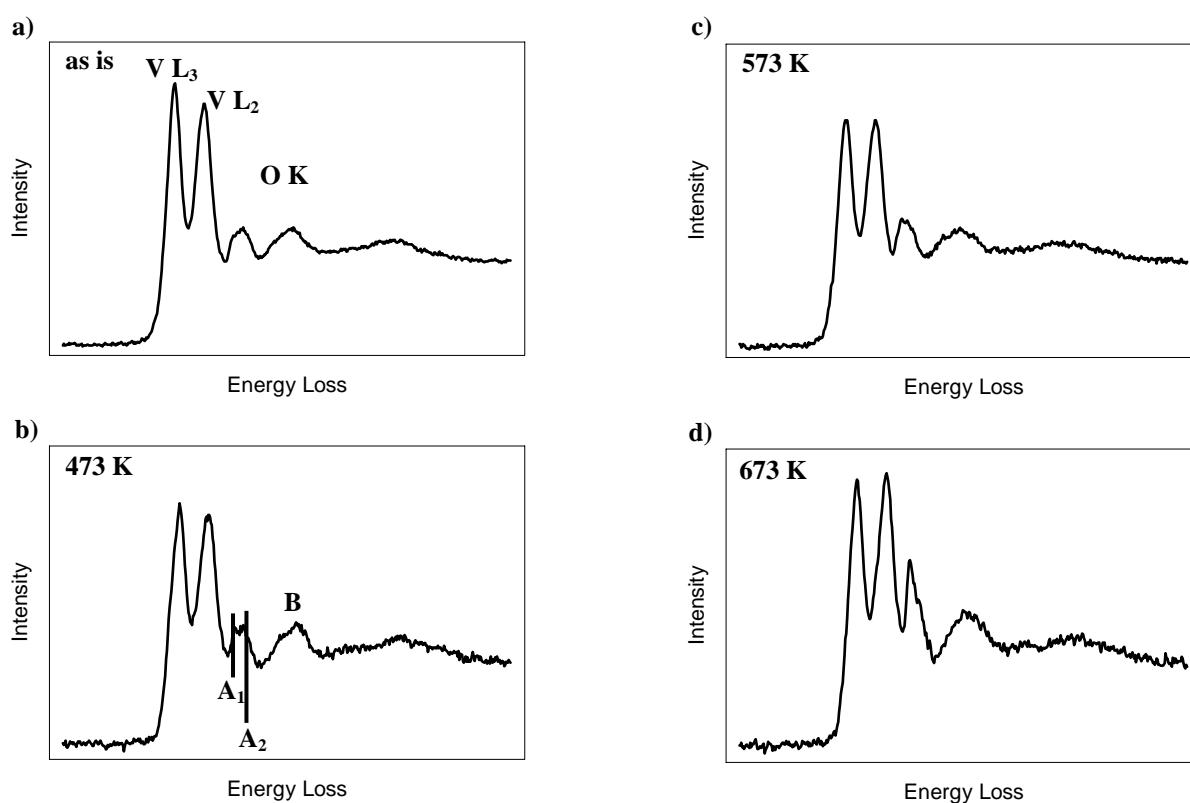 a)
as is
V L₃
V L₂
O K
Intensity
Energy Loss
b)
473 K
A₁
A₂
B
Intensity
Energy Loss
c)
573 K
Intensity
Energy Loss
d)
673 K
Intensity
Energy Loss